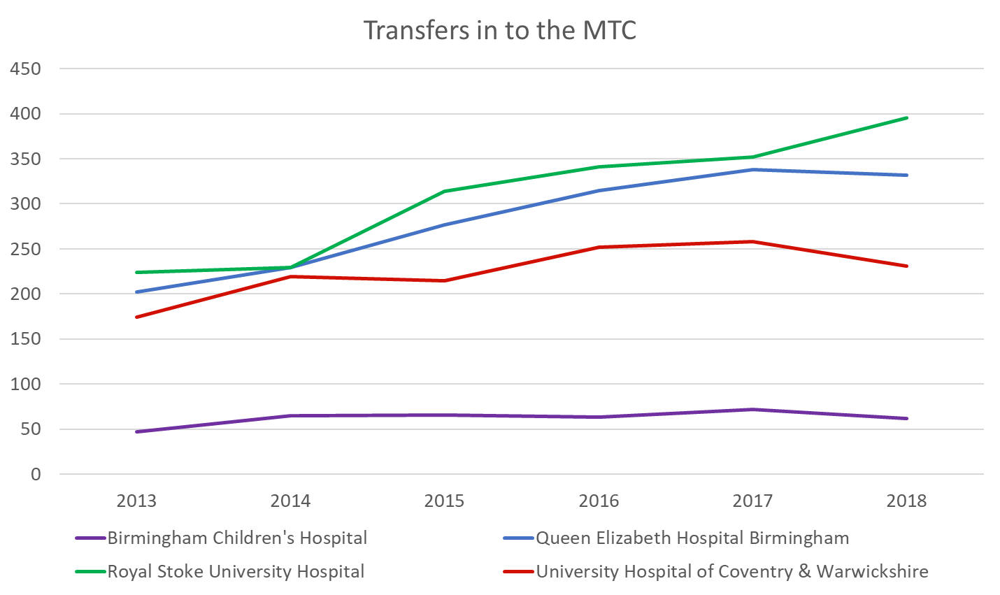 Transfers in to the MTC
450
400
350
300
250
200
150
100
50
0
2013 2014 2015 2016 2017 2018
Birmingham Children's Hospital Queen Elizabeth Hospital Birmingham
Royal Stoke University Hospital University Hospital of Coventry & Warwickshire